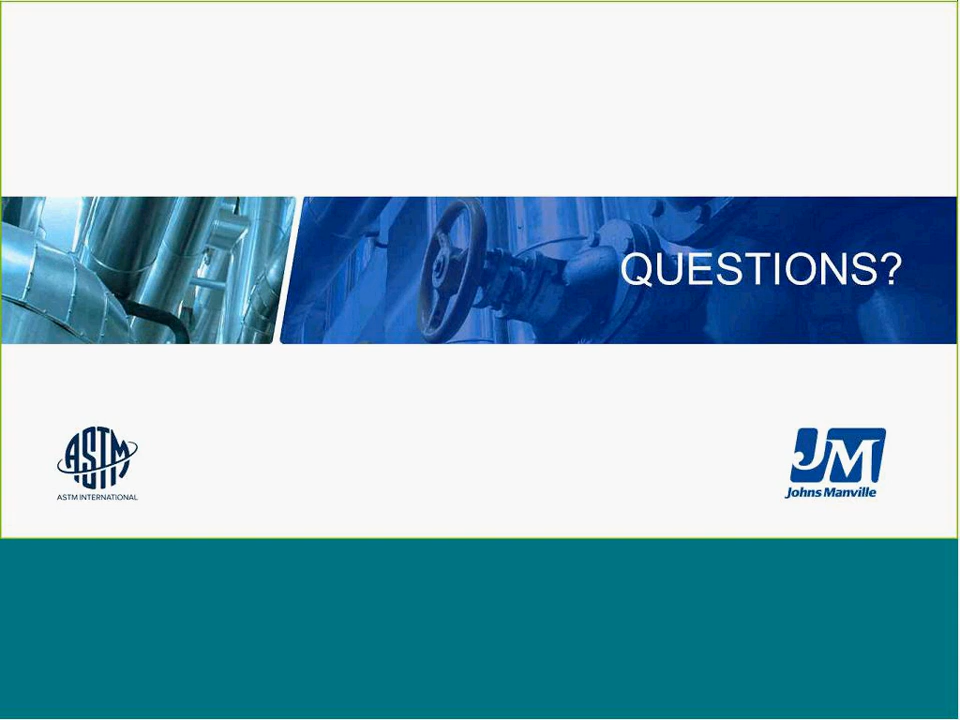 QUESTIONS?
ASTM
ASTM INTERNATIONAL
JM
Johns Manville